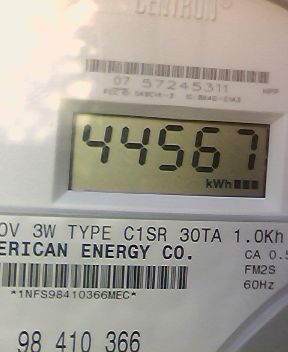 CENTRON
07 57245311
44567
kWh
0V 3W TYPE C1SR 30TA 1.0Kh
ERICAN ENERGY CO.
CA 0.5
FM2S
60Hz
*1NFS98410366MEC*
98 410 366